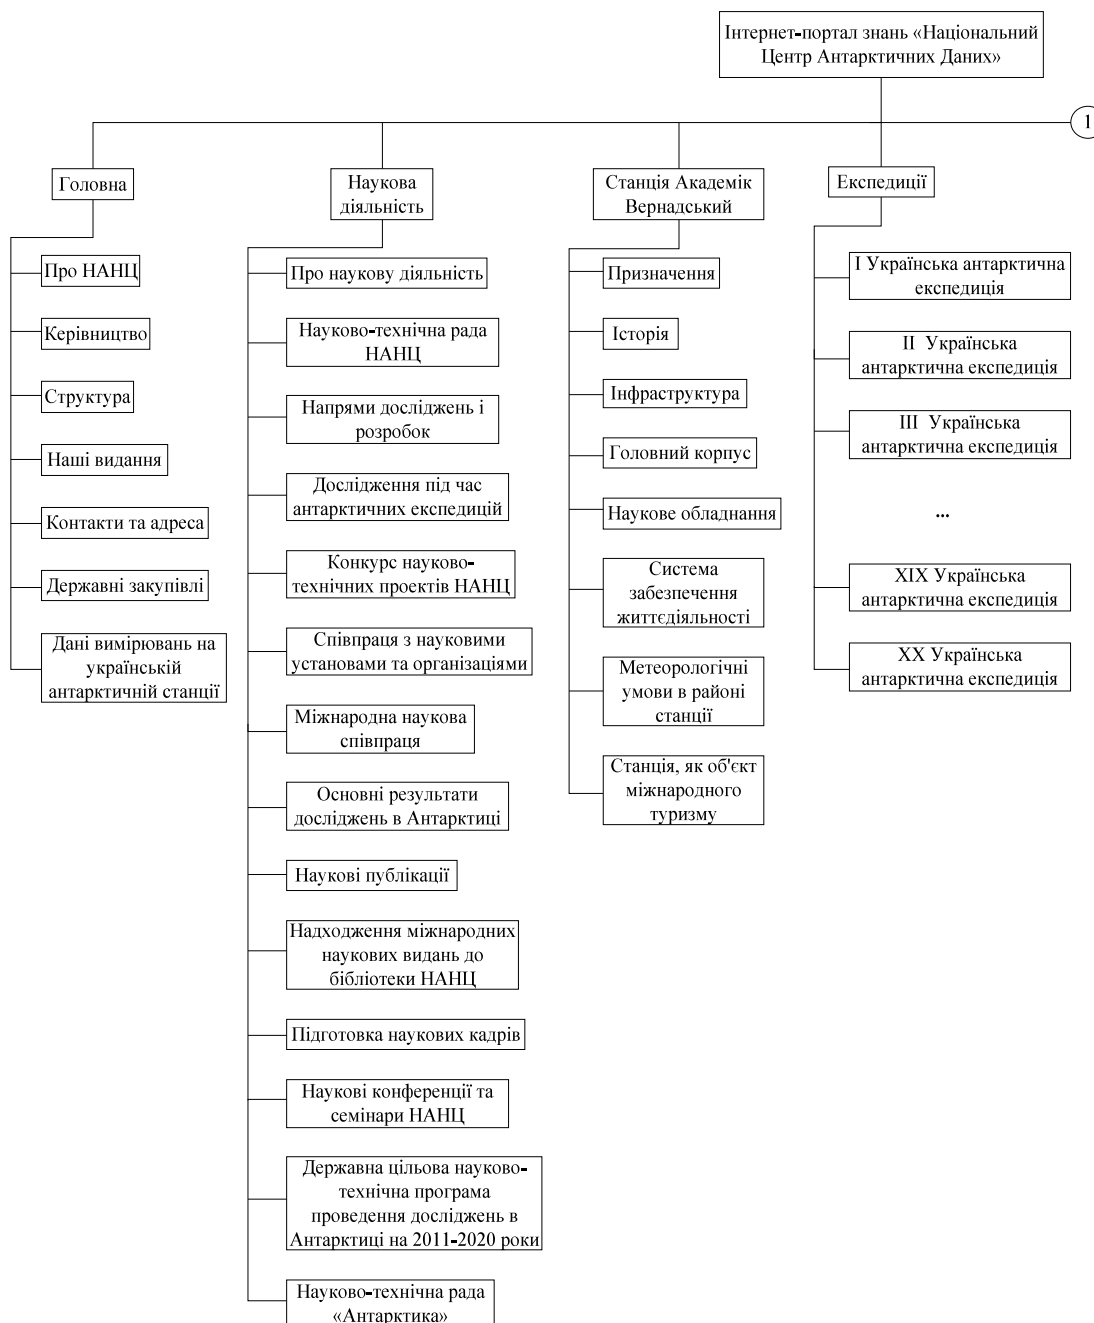 Інтернет-портал знань «Національний
Центр Антарктичних Даних»
1
Головна
Про НАНЦ
Керівництво
Структура
Наші видання
Контакти та адреса
Державні закупівлі
Дані вимірювань на
українській
антарктичній станції
Наукова
діяльність
Про наукову діяльність
Науково-технічна рада
НАНЦ
Напрями досліджень і
розробок
Дослідження під час
антарктичних експедицій
Конкурс науково-
технічних проектів НАНЦ
Співпраця з науковими
установами та організаціями
Міжнародна наукова
співпраця
Основні результати
досліджень в Антарктиці
Наукові публікації
Надходження міжнародних
наукових видань до
бібліотеки НАНЦ
Підготовка наукових кадрів
Наукові конференції та
семінари НАНЦ
Державна цільова науково-
технічна програма
проведення досліджень в
Антарктиці на 2011-2020 роки
Науково-технічна рада
«Антарктика»
Станція Академік
Вернадський
Призначення
Історія
Інфраструктура
Головний корпус
Наукове обладнання
Система
забезпечення
життєдіяльності
Метеорологічні
умови в районі
станції
Станція, як об'єкт
міжнародного
туризму
Експедиції
I Українська антарктична
експедиція
II Українська
антарктична експедиція
III Українська
антарктична експедиція
...
XIX Українська
антарктична експедиція
XX Українська
антарктична експедиція